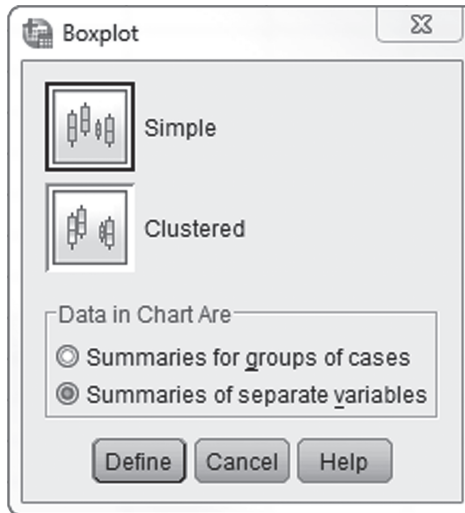 Boxplot
Simple
Clustered
Data in Chart Are
Summaries for groups of cases
Summaries of separate variables
Define Cancel Help